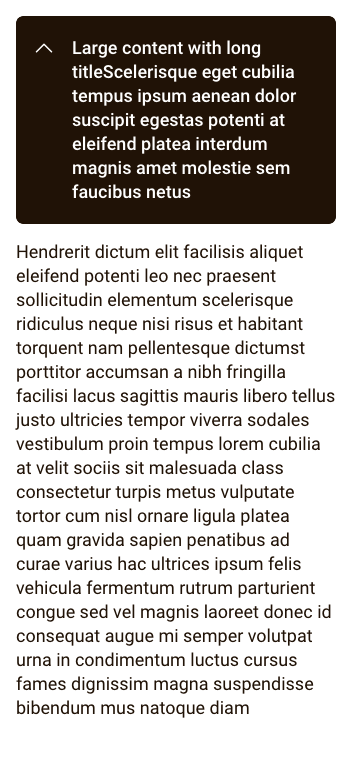 Large content with long
titleScelerisque eget cubilia
tempus ipsum aenean dolor
suscipit egestas potenti at
eleifend platea interdum
magnis amet molestie sem
faucibus netus
Hendrerit dictum elit facilisis aliquet
eleifend potenti leo nec praesent
sollicitudin elementum scelerisque
ridiculus neque nisi risus et habitant
torquent nam pellentesque dictumst
porttitor accumsan a nibh fringilla
facilisi lacus sagittis mauris libero tellus
justo ultricies tempor viverra sodales
vestibulum proin tempus lorem cubilia
at velit sociis sit malesuada class
consectetur turpis metus vulputate
tortor cum nisl ornare ligula platea
quam gravida sapien penatibus ad
curae varius hac ultrices ipsum felis
vehicula fermentum rutrum parturient
congue sed vel magnis laoreet donec id
consequat augue mi semper volutpat
urna in condimentum luctus cursus
fames dignissim magna suspendisse
bibendum mus natoque diam